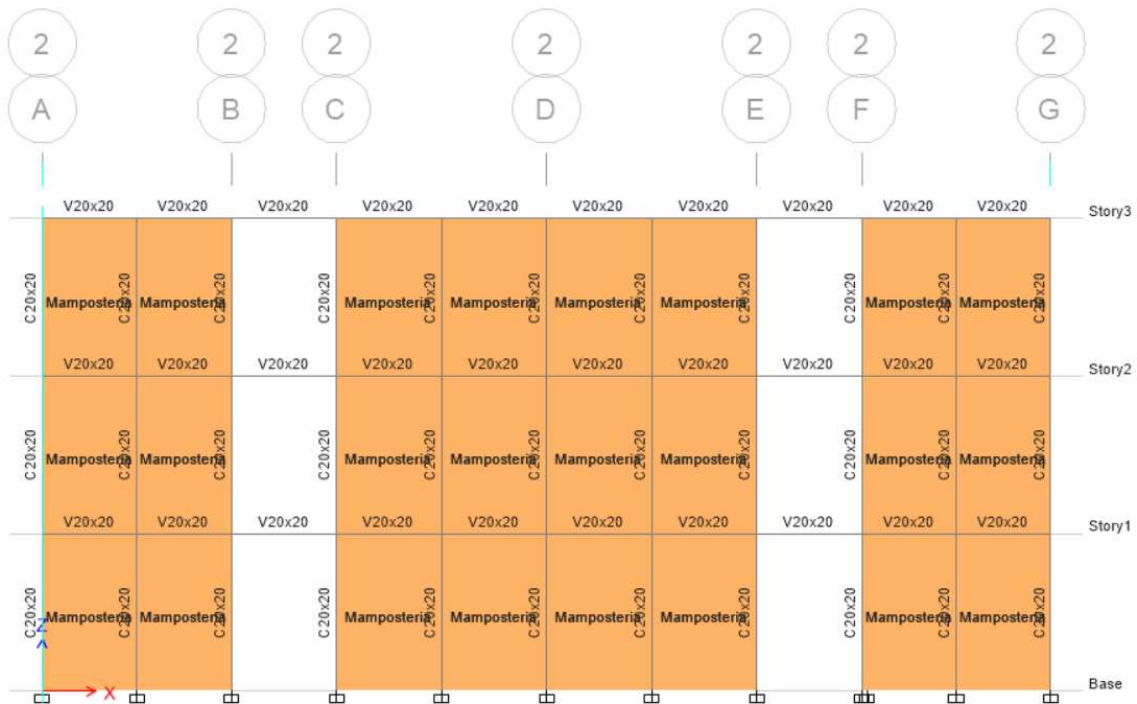 2 2 2 2 2 2 2
A B C D E F G
V20x20 V20x20 V20x20 V20x20 V20x20 V20x20 V20x20 V20x20 V20x20 V20x20 Story3
C20x20 Mamposteria C20x20 Mamposteria C20x20 C20x20 Mamposteria C20x20 Mamposteria C20x20 Mamposteria C20x20 Mamposteria C20x20 C20x20 Mamposteria C20x20 Mamposteria C20x20
V20x20 V20x20 V20x20 V20x20 V20x20 V20x20 V20x20 V20x20 V20x20 V20x20 Story2
C20x20 Mamposteria C20x20 Mamposteria C20x20 C20x20 Mamposteria C20x20 Mamposteria C20x20 Mamposteria C20x20 Mamposteria C20x20 C20x20 Mamposteria C20x20 Mamposteria C20x20
V20x20 V20x20 V20x20 V20x20 V20x20 V20x20 V20x20 V20x20 V20x20 V20x20 Story1
C20x20 Mamposteria C20x20 Mamposteria C20x20 C20x20 Mamposteria C20x20 Mamposteria C20x20 Mamposteria C20x20 Mamposteria C20x20 C20x20 Mamposteria C20x20 Mamposteria C20x20
Z
X Base